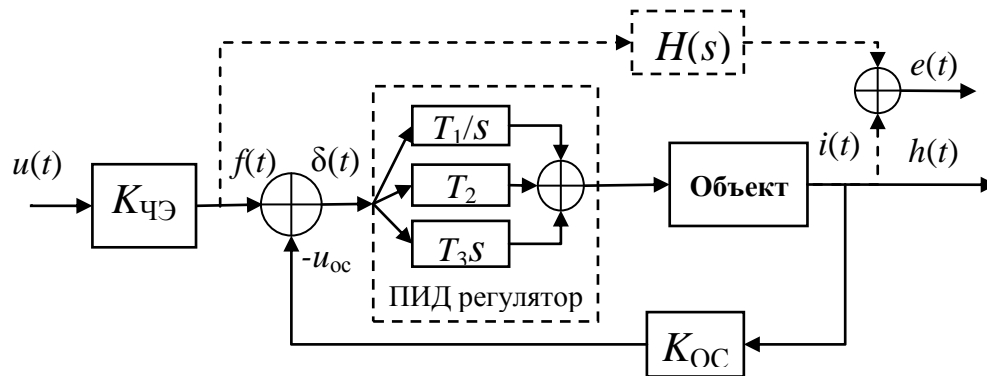 H(s)
e(t)
T₁/s
i(t)
h(t)
u(t)
f(t)
δ(t)
KЧЭ
T₂
Объект
-uос
T₃s
ПИД регулятор
KОС